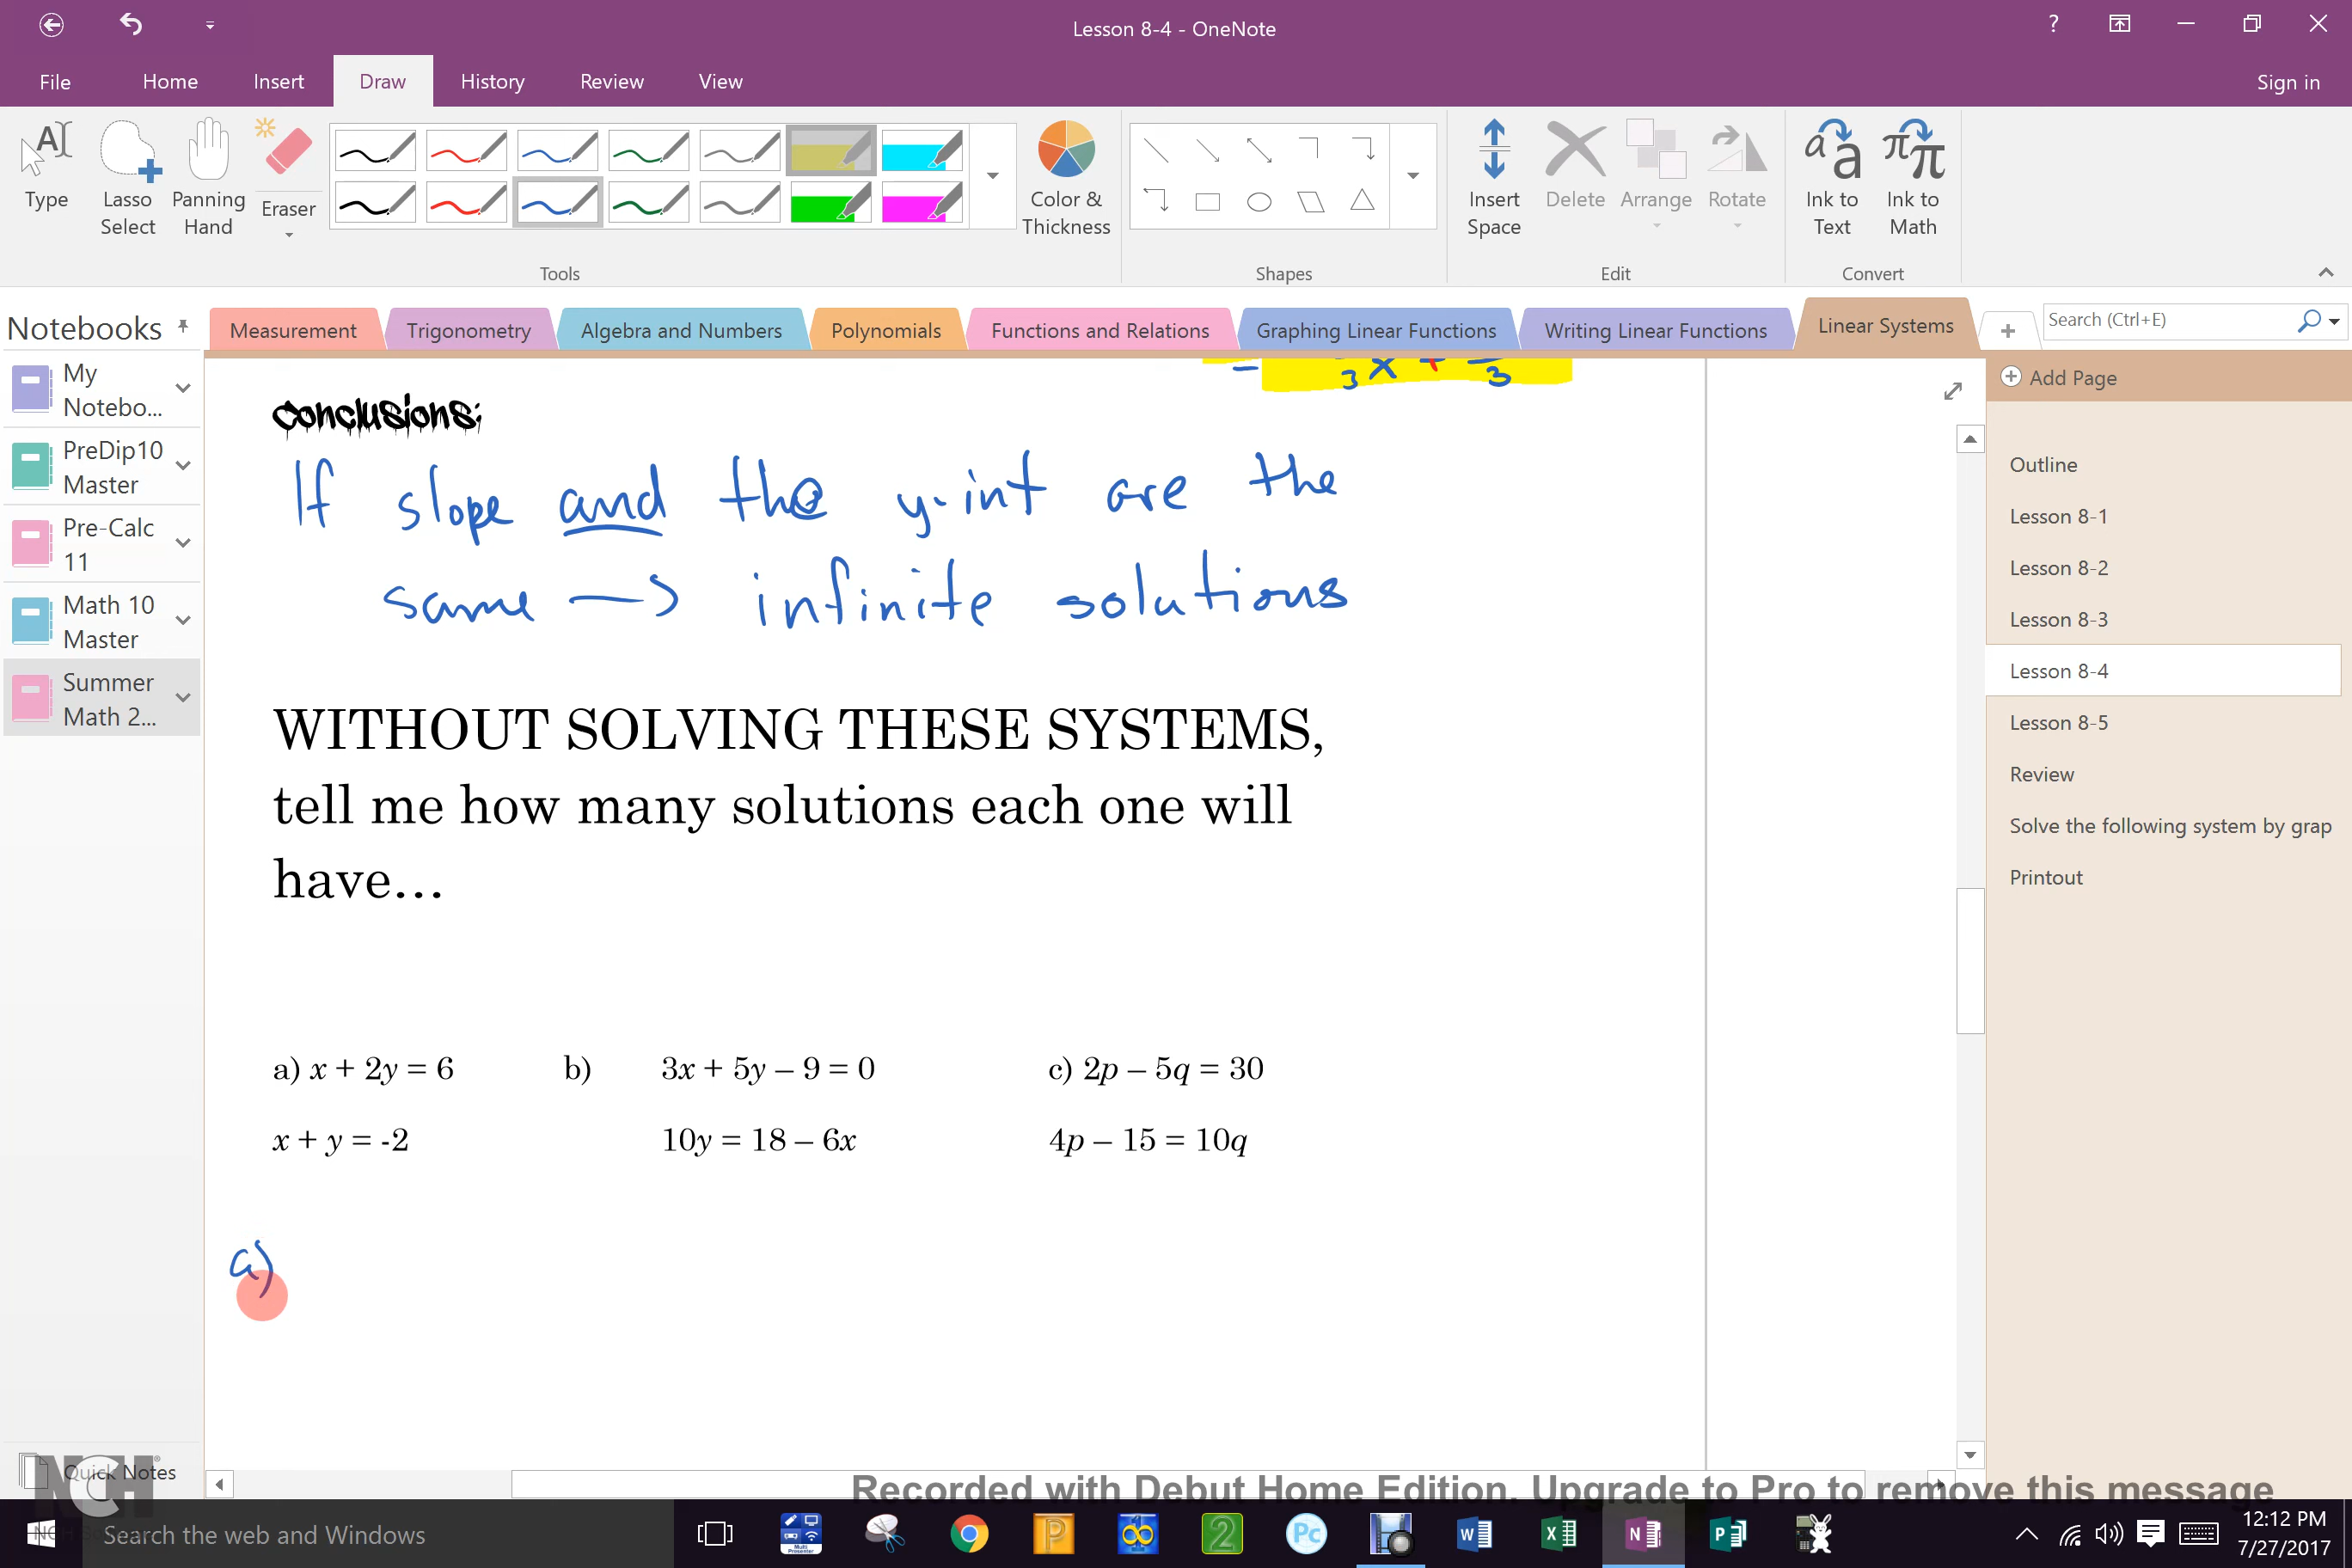 Lesson 8-4 - OneNote
?
File Home Insert Draw History Review View Sign in
Type
Lasso Select
Panning Hand
Eraser
Color & Thickness
Insert Space
Delete
Arrange
Rotate
Ink to Text
Ink to Math
Tools Shapes Edit Convert
Notebooks
Measurement Trigonometry Algebra and Numbers Polynomials Functions and Relations Graphing Linear Functions Writing Linear Functions Linear Systems
Search (Ctrl+E)
My Notebo...
PreDip10 Master
Pre-Calc 11
Math 10 Master
Summer Math 2...
Quick Notes
conclusions:
If slope and the y-int are the
same → infinite solutions
WITHOUT SOLVING THESE SYSTEMS,
tell me how many solutions each one will
have...
a) x + 2y = 6 b) 3x + 5y – 9 = 0 c) 2p – 5q = 30
x + y = -2 10y = 18 – 6x 4p – 15 = 10q
a)
Add Page
Outline
Lesson 8-1
Lesson 8-2
Lesson 8-3
Lesson 8-4
Lesson 8-5
Review
Solve the following system by grap
Printout
NCH
Recorded with Debut Home Edition. Upgrade to Pro to remove this message
Search the web and Windows
12:12 PM
7/27/2017